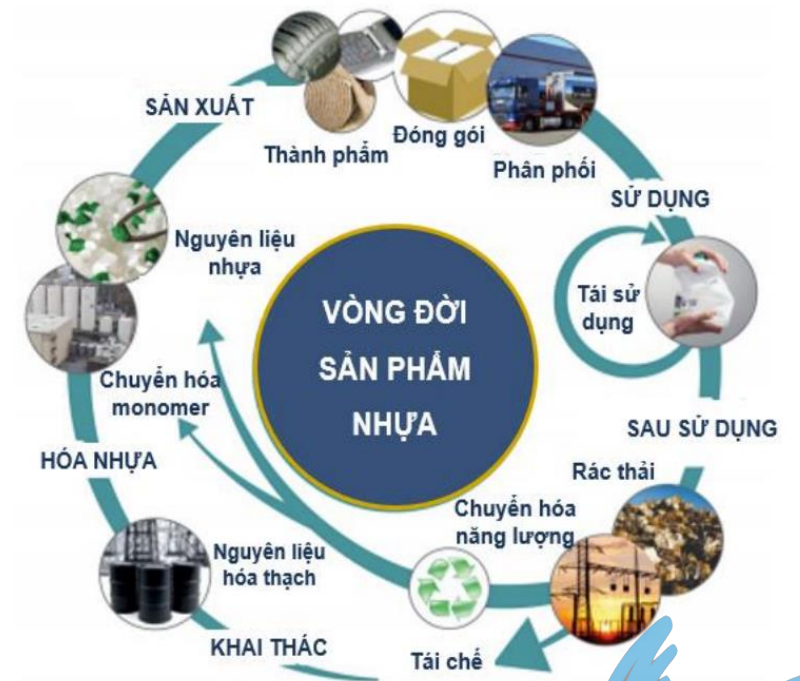 SẢN XUẤT
Thành phẩm
Đóng gói
Phân phối
SỬ DỤNG
Tái sử
dụng
Nguyên liệu
nhựa
VÒNG ĐỜI
SẢN PHẨM
NHỰA
Chuyển hóa
monomer
HÓA NHỰA
SAU SỬ DỤNG
Rác thải
Chuyển hóa
năng lượng
Nguyên liệu
hóa thạch
KHAI THÁC
Tái chế